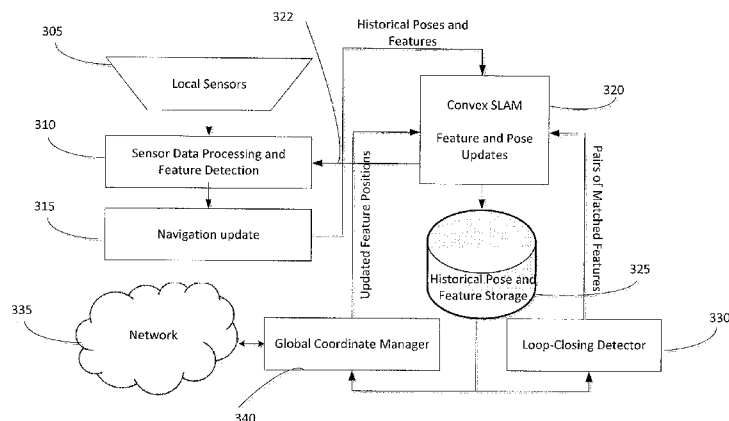 322
Historical Poses and
Features
305
Local Sensors
320
Convex SLAM
Feature and Pose
Updates
310
Sensor Data Processing and
Feature Detection
315
Navigation update
Updated Feature Positions
Pairs of Matched
Features
325
Historical Pose and
Feature Storage
335
Network
330
Global Coordinate Manager
Loop-Closing Detector
340